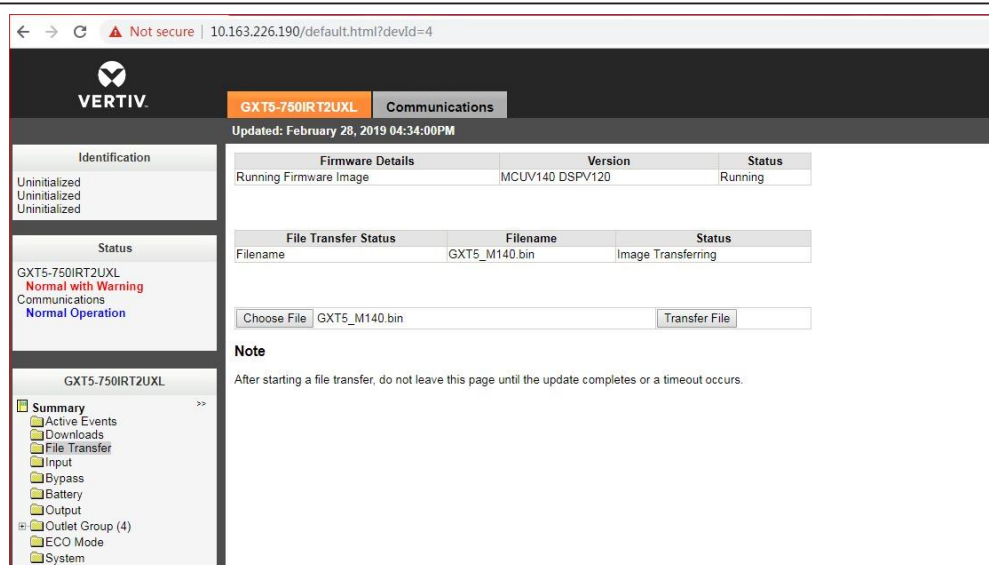 Not secure | 10.163.226.190/default.html?devId=4
VERTIV.
GXT5-750IRT2UXL Communications
Updated: February 28, 2019 04:34:00PM
Identification
Uninitialized
Uninitialized
Uninitialized
Status
GXT5-750IRT2UXL
Normal with Warning
Communications
Normal Operation
GXT5-750IRT2UXL
Summary >>
Active Events
Downloads
File Transfer
Input
Bypass
Battery
Output
Outlet Group (4)
ECO Mode
System
Firmware Details Version Status
Running Firmware Image MCUV140 DSPV120 Running
File Transfer Status Filename Status
Filename GXT5_M140.bin Image Transferring
Choose File GXT5_M140.bin Transfer File
Note
After starting a file transfer, do not leave this page until the update completes or a timeout occurs.